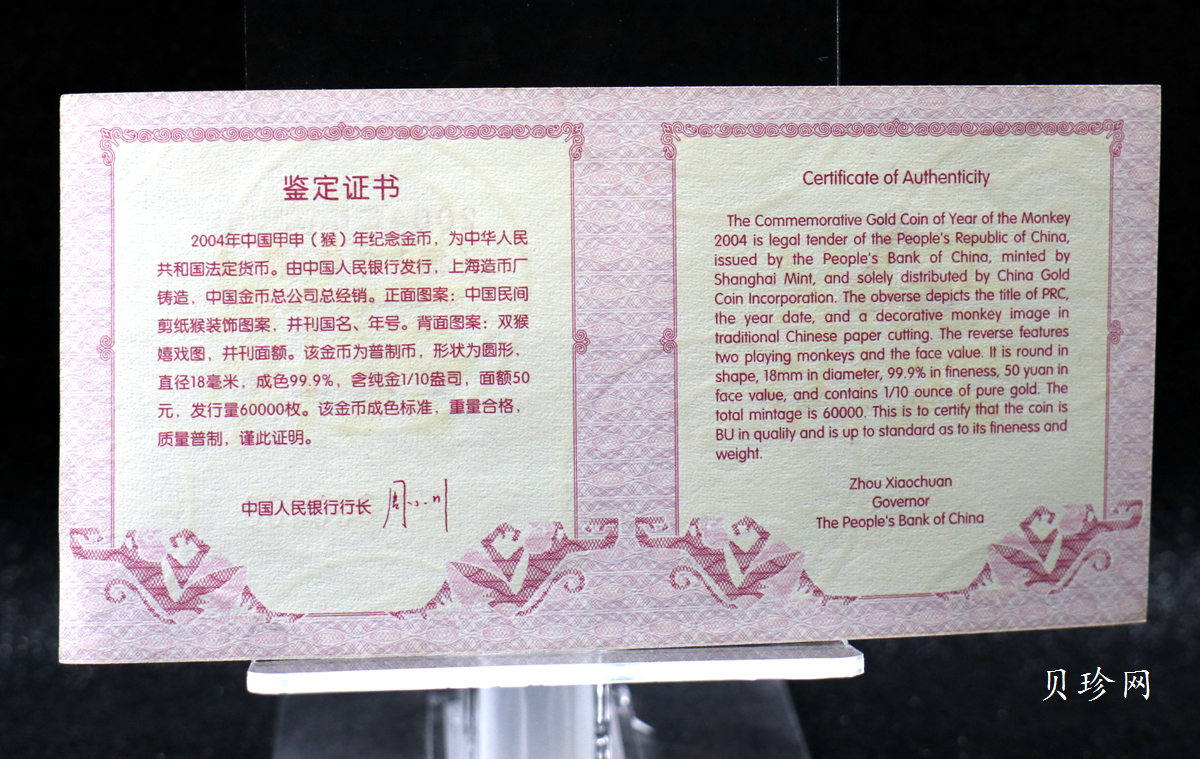 鉴定证书
2004年中国甲申（猴）年纪念金币，为中华人民
共和国法定货币。由中国人民银行发行，上海造币厂
铸造，中国金币总公司总经销。正面图案：中国民间
剪纸猴装饰图案，并刊国名、年号。背面图案：双猴
嬉戏图，并刊面额。该金币为普制币，形状为圆形，
直径18毫米，成色99.9%，含纯金1/10盎司，面额50
元，发行量60000枚。该金币成色标准，重量合格，
质量普制，谨此证明。
中国人民银行行长 周小川
Certificate of Authenticity
The Commemorative Gold Coin of Year of the Monkey
2004 is legal tender of the People's Republic of China,
issued by the People's Bank of China, minted by
Shanghai Mint, and solely distributed by China Gold
Coin Incorporation. The obverse depicts the title of PRC,
the year date, and a decorative monkey image in
traditional Chinese paper cutting. The reverse features
two playing monkeys and the face value. It is round in
shape, 18mm in diameter, 99.9% in fineness, 50 yuan in
face value, and contains 1/10 ounce of pure gold. The
total mintage is 60000. This is to certify that the coin is
BU in quality and is up to standard as to its fineness and
weight.
Zhou Xiaochuan
Governor
The People's Bank of China
贝珍网